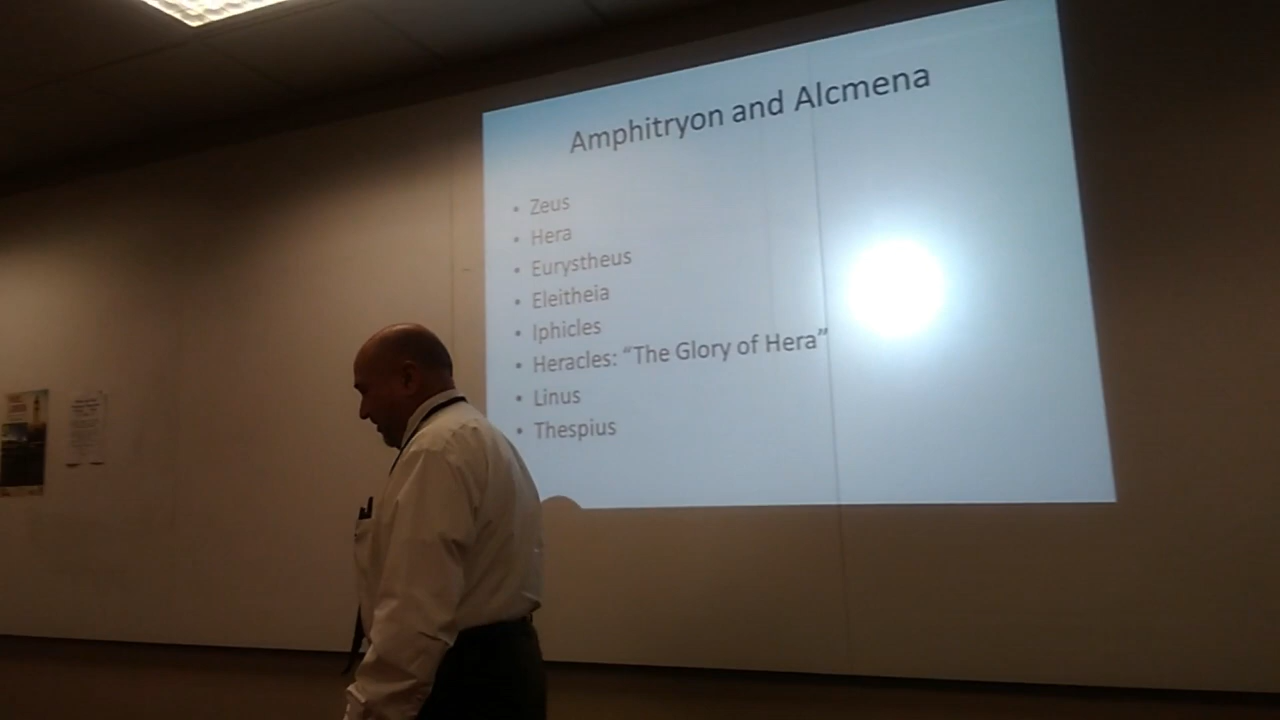 Amphitryon and Alcmena
• Zeus
• Hera
• Eurystheus
• Eleitheia
• Iphicles
• Heracles: “The Glory of Hera”
• Linus
• Thespius